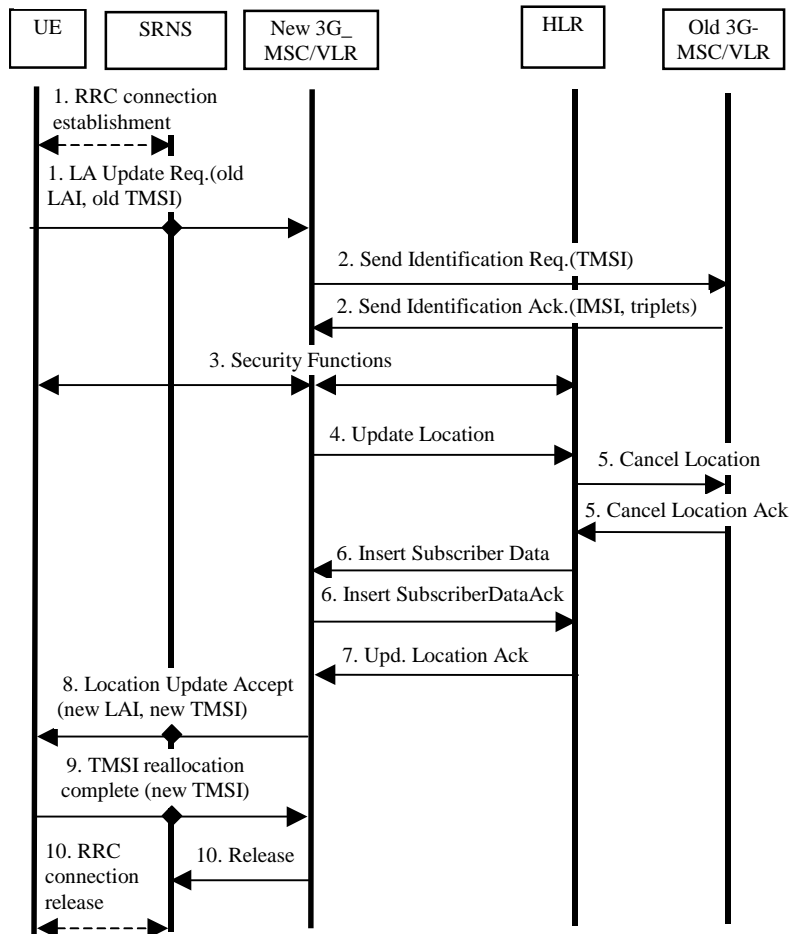 UE
SRNS
New 3G_
MSC/VLR
HLR
Old 3G-
MSC/VLR
1. RRC connection
establishment
1. LA Update Req.(old
LAI, old TMSI)
2. Send Identification Req.(TMSI)
2. Send Identification Ack.(IMSI, triplets)
3. Security Functions
4. Update Location
5. Cancel Location
5. Cancel Location Ack
6. Insert Subscriber Data
6. Insert SubscriberDataAck
7. Upd. Location Ack
8. Location Update Accept
(new LAI, new TMSI)
9. TMSI reallocation
complete (new TMSI)
10. RRC
connection
release
10. Release